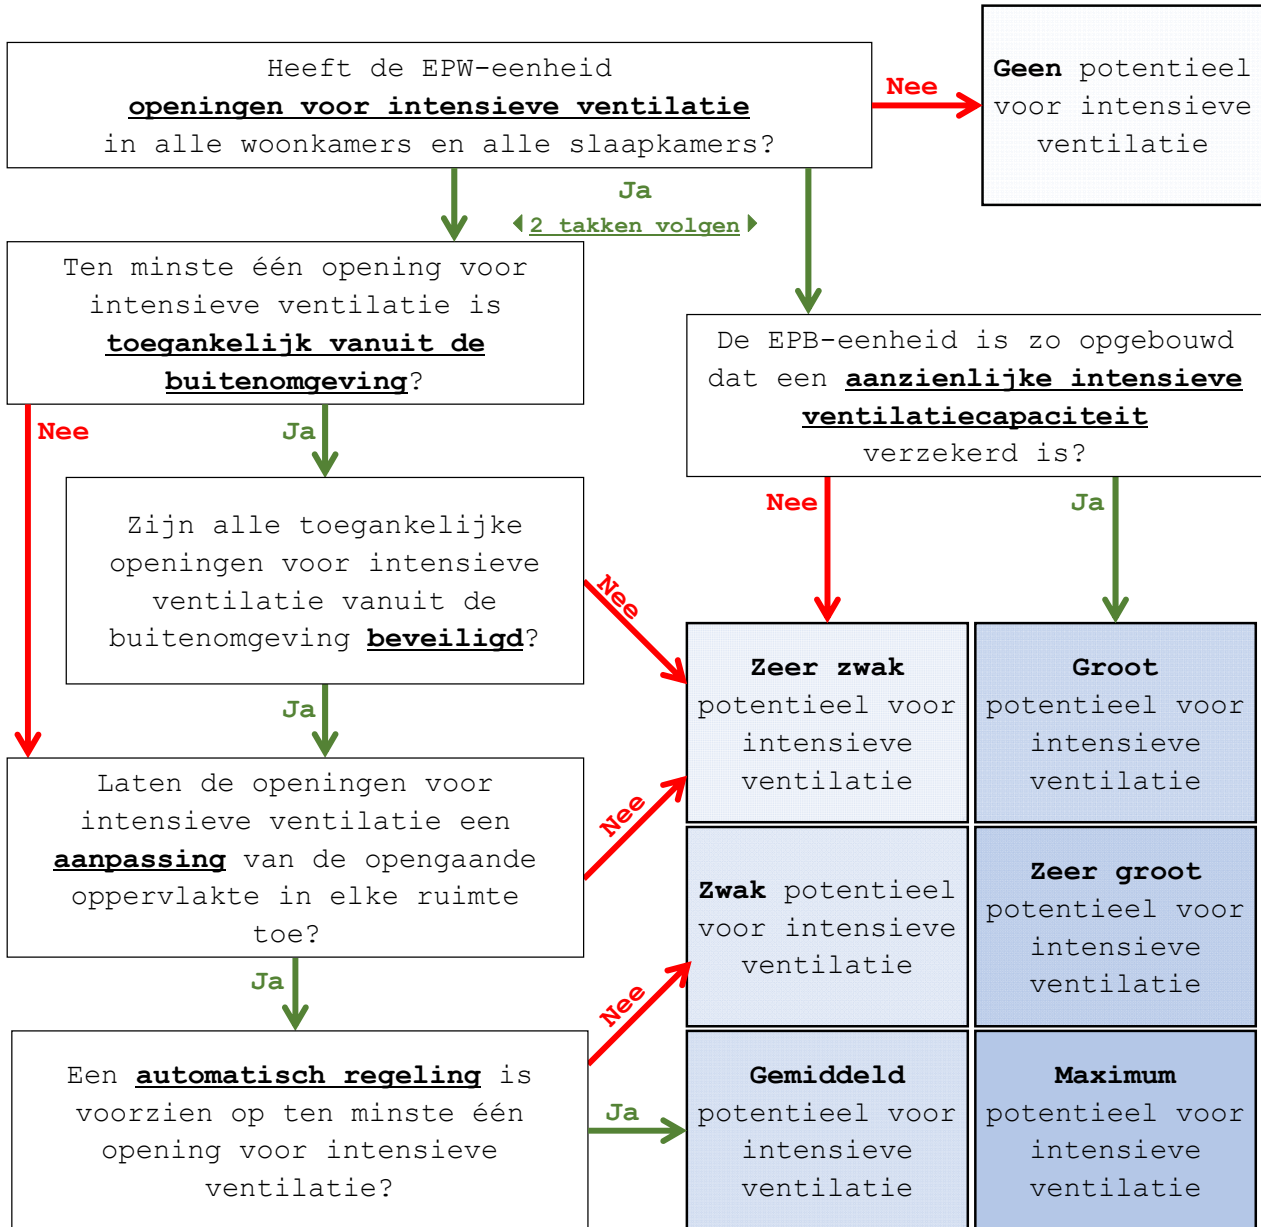 Heeft de EPW-eenheid
openingen voor intensieve ventilatie
in alle woonkamers en alle slaapkamers?
Nee
Geen potentieel
voor intensieve
ventilatie
Ja
2 takken volgen
Ten minste één opening voor
intensieve ventilatie is
toegankelijk vanuit de
buitenomgeving?
De EPB-eenheid is zo opgebouwd
dat een aanzienlijke intensieve
ventilatiecapaciteit
verzekerd is?
Nee
Ja
Nee
Ja
Zijn alle toegankelijke
openingen voor intensieve
ventilatie vanuit de
buitenomgeving beveiligd?
Nee
Ja
Zeer zwak
potentieel voor
intensieve
ventilatie
Groot
potentieel voor
intensieve
ventilatie
Laten de openingen voor
intensieve ventilatie een
aanpassing van de opengaande
oppervlakte in elke ruimte
toe?
Nee
Ja
Zwak potentieel
voor intensieve
ventilatie
Zeer groot
potentieel voor
intensieve
ventilatie
Een automatisch regeling is
voorzien op ten minste één
opening voor intensieve
ventilatie?
Nee
Ja
Gemiddeld
potentieel voor
intensieve
ventilatie
Maximum
potentieel voor
intensieve
ventilatie